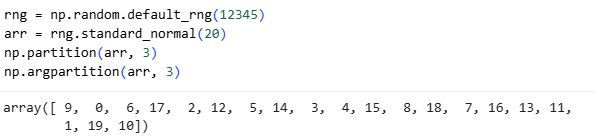 rng = np.random.default_rng(12345)
arr = rng.standard_normal(20)
np.partition(arr, 3)
np.argpartition(arr, 3)
array([ 9,  0,  6, 17,  2, 12,  5, 14,  3,  4, 15,  8, 18,  7, 16, 13, 11,
        1, 19, 10])